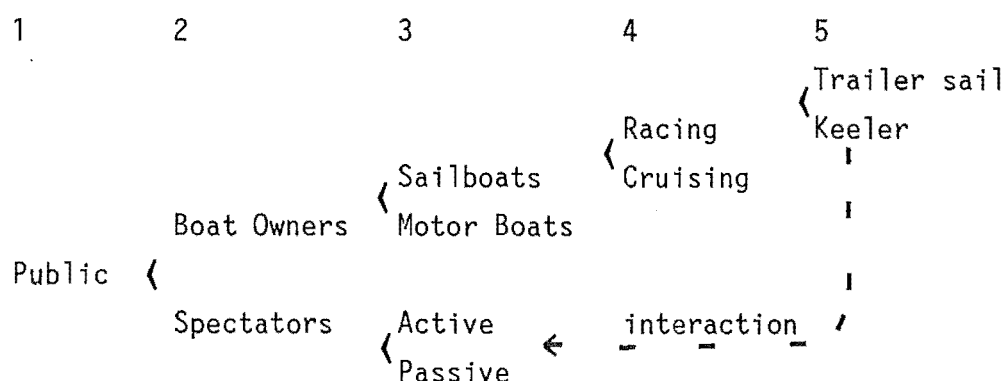 1 2 3 4 5
Trailer sail
Racing Keeler
Sailboats Cruising
Boat Owners Motor Boats
Public
Spectators Active interaction
Passive